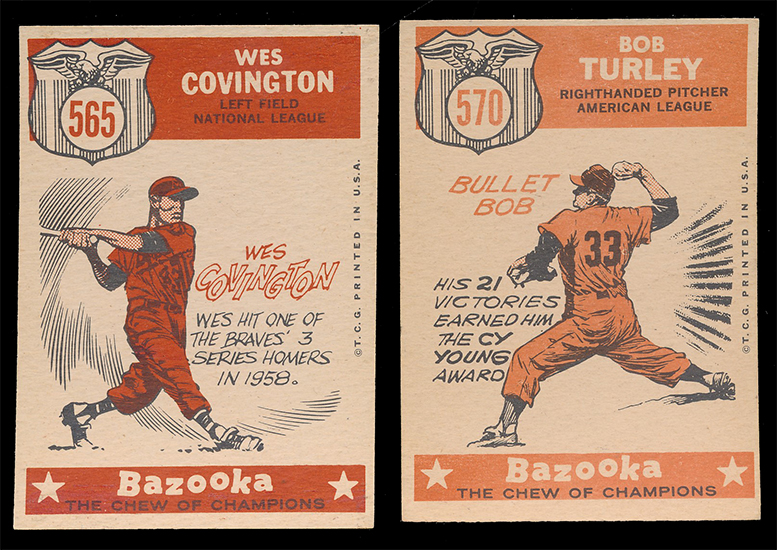 565
WES
COVINGTON
LEFT FIELD
NATIONAL LEAGUE
WES
COVINGTON
WES HIT ONE OF
THE BRAVES' 3
SERIES HOMERS
IN 1958.
©T.C.G. PRINTED IN U.S.A.
Bazooka
THE CHEW OF CHAMPIONS
570
BOB
TURLEY
RIGHTHANDED PITCHER
AMERICAN LEAGUE
BULLET
BOB
33
HIS 21
VICTORIES
EARNED HIM
THE CY
YOUNG
AWARD
©T.C.G. PRINTED IN U.S.A.
Bazooka
THE CHEW OF CHAMPIONS